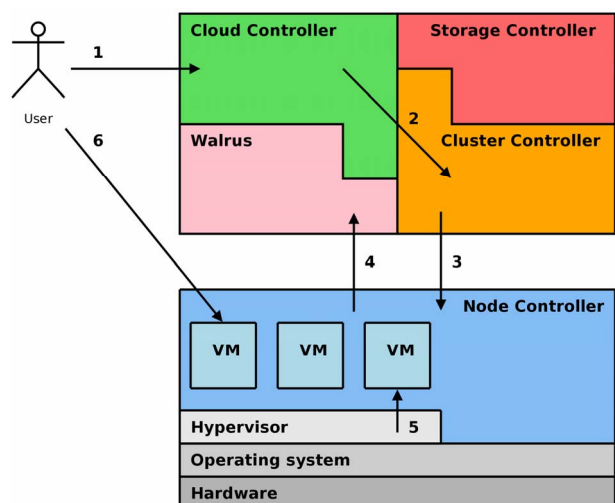 Cloud Controller
Storage Controller
1
User
2
6
Walrus
Cluster Controller
4
3
Node Controller
VM
VM
VM
Hypervisor
5
Operating system
Hardware